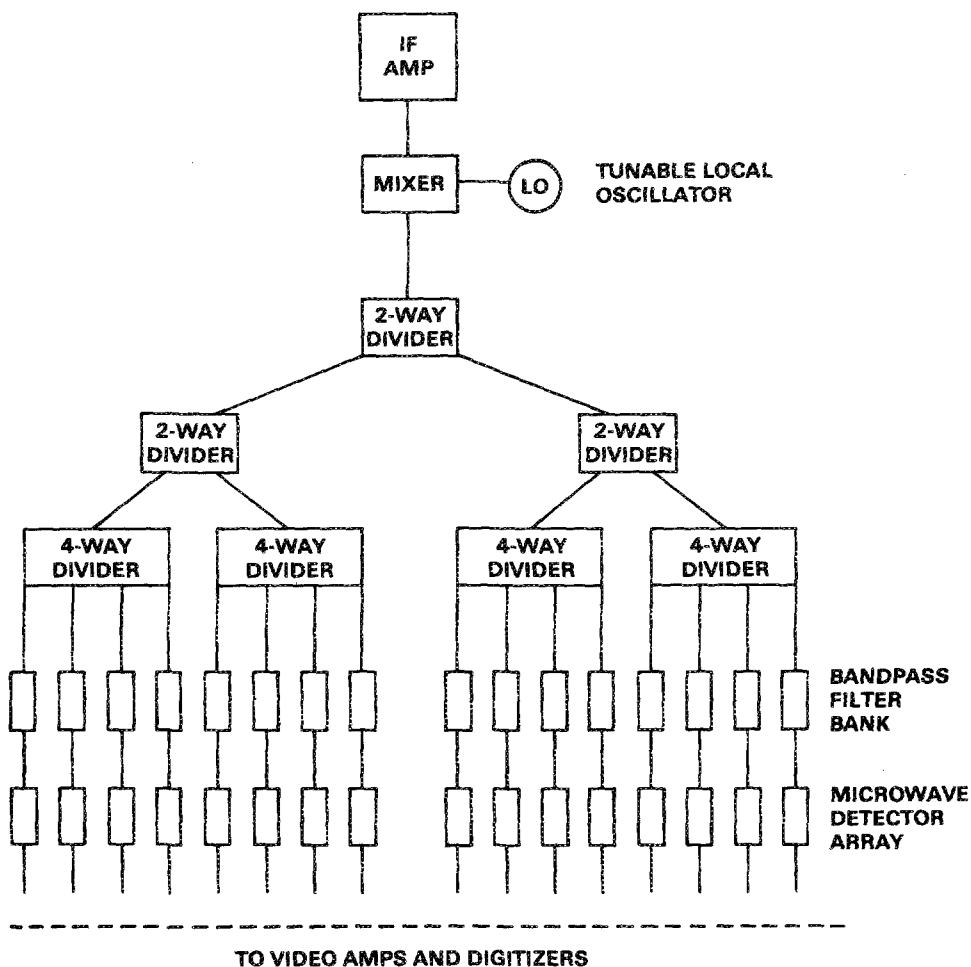 IF
AMP
MIXER
LO
TUNABLE LOCAL
OSCILLATOR
2-WAY
DIVIDER
2-WAY
DIVIDER
2-WAY
DIVIDER
4-WAY
DIVIDER
4-WAY
DIVIDER
4-WAY
DIVIDER
4-WAY
DIVIDER
BANDPASS
FILTER
BANK
MICROWAVE
DETECTOR
ARRAY
TO VIDEO AMPS AND DIGITIZERS